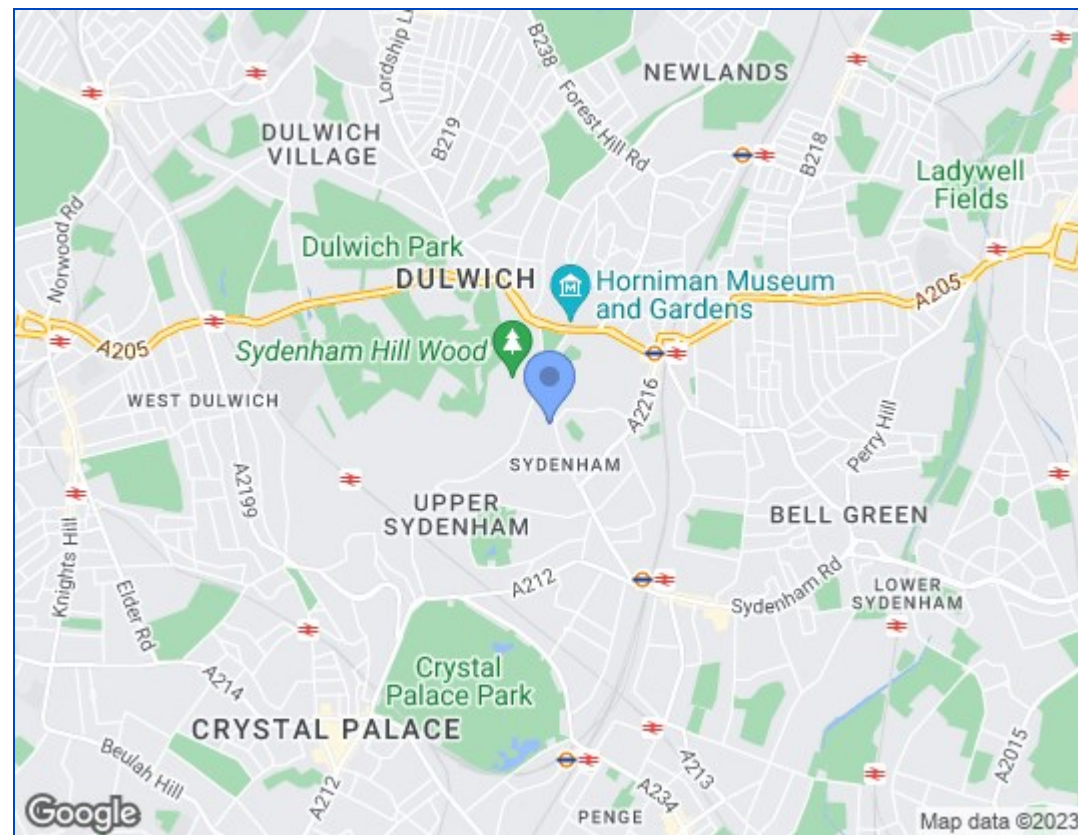 Lordship L
B238
NEWLANDS
DULWICH
VILLAGE
B219
Forest Hill Rd
B218
Ladywell
Fields
Norwood Rd
Dulwich Park
DULWICH
Horniman Museum
and Gardens
A205
A205
Sydenham Hill Wood
WEST DULWICH
A2216
Perry Hill
SYDENHAM
A2199
UPPER
SYDENHAM
BELL GREEN
Knights Hill
Elder Rd
A212
Sydenham Rd
LOWER
SYDENHAM
A214
Crystal
Palace Park
CRYSTAL PALACE
Beulah Hill
A212
A213
A234
A2015
PENGE
Google
Map data ©2023